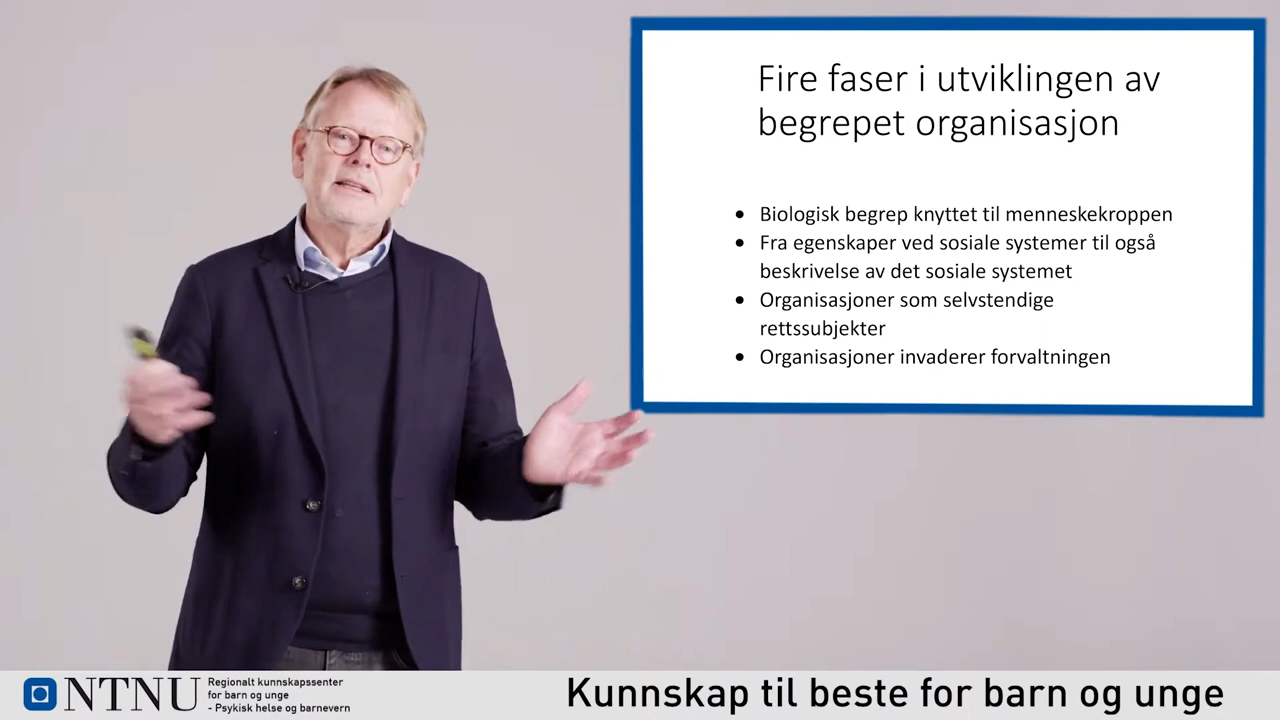 Fire faser i utviklingen av
begrepet organisasjon
• Biologisk begrep knyttet til menneskekroppen
• Fra egenskaper ved sosiale systemer til også
beskrivelse av det sosiale systemet
• Organisasjoner som selvstendige
rettssubjekter
• Organisasjoner invaderer forvaltningen
NTNU
Regionalt kunnskapssenter
for barn og unge
- Psykisk helse og barnevern
Kunnskap til beste for barn og unge